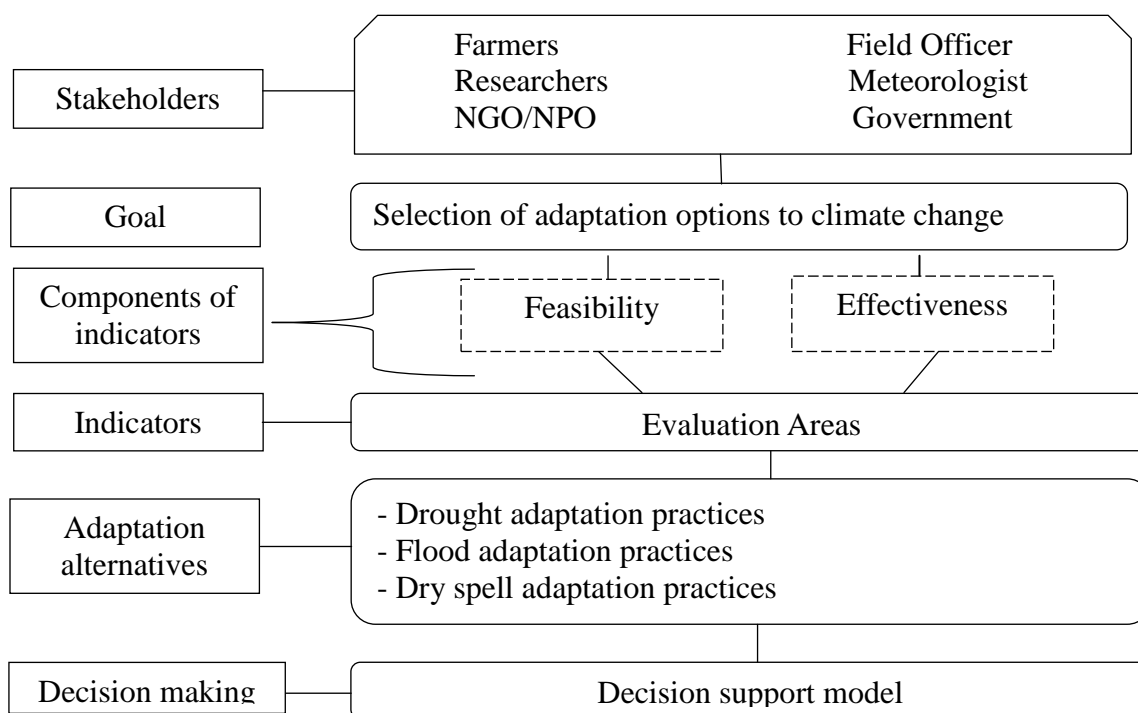 Stakeholders
Farmers Field Officer
Researchers Meteorologist
NGO/NPO Government
Goal
Selection of adaptation options to climate change
Components of
indicators
Feasibility
Effectiveness
Indicators
Evaluation Areas
Adaptation
alternatives
- Drought adaptation practices
- Flood adaptation practices
- Dry spell adaptation practices
Decision making
Decision support model